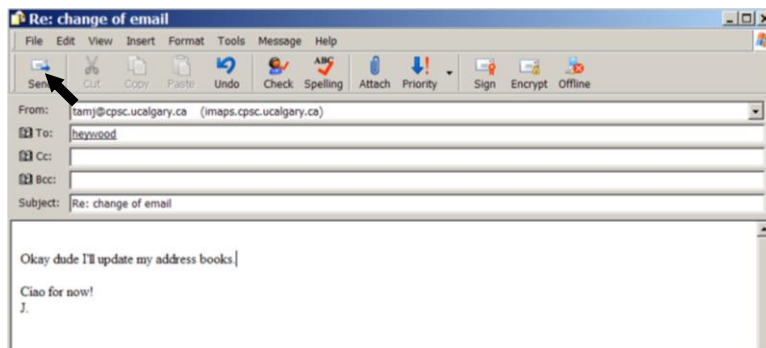 Re: change of email
File Edit View Insert Format Tools Message Help
ABC
Send Cut Copy Paste Undo Check Spelling Attach Priority Sign Encrypt Offline
From: tamj@cpsc.ucalgary.ca (imaps.cpsc.ucalgary.ca)
To: heywood
Cc:
Bcc:
Subject: Re: change of email
Okay dude I'll update my address books.
Ciao for now!
J.